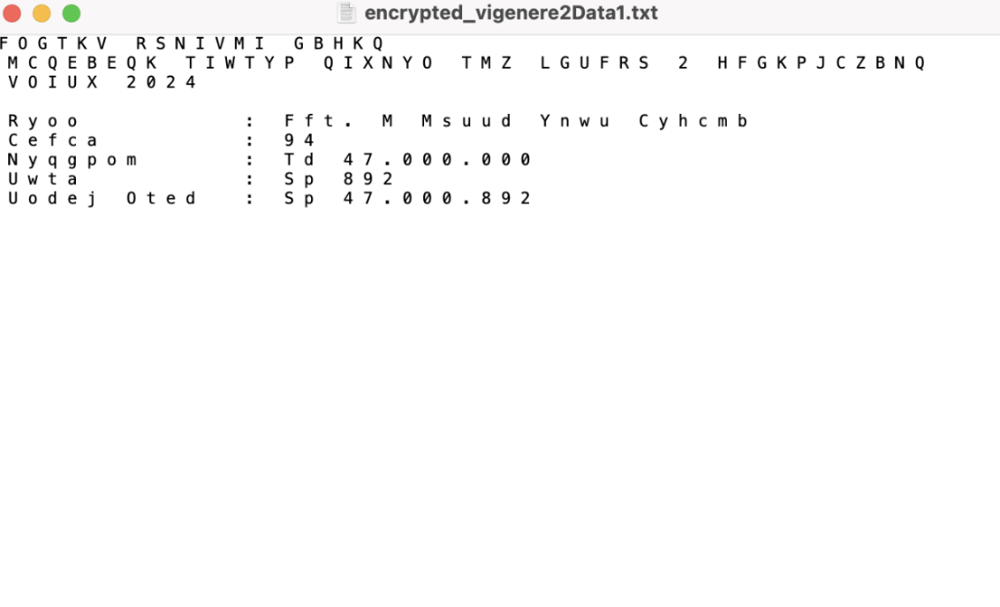 encrypted_vigenere2Data1.txt
FOGTKV RSNIVMI GBHKQ
MCQEBEQK TIWTYP QIXNYO TMZ LGUFRS 2 HFGKPJCZBNQ
VOIUX 2024
Ryoo : Fft. M Msuud Ynwu Cyhcmb
Cefca : 94
Nyqgpom : Td 47.000.000
Uwta : Sp 892
Uodej Oted : Sp 47.000.892